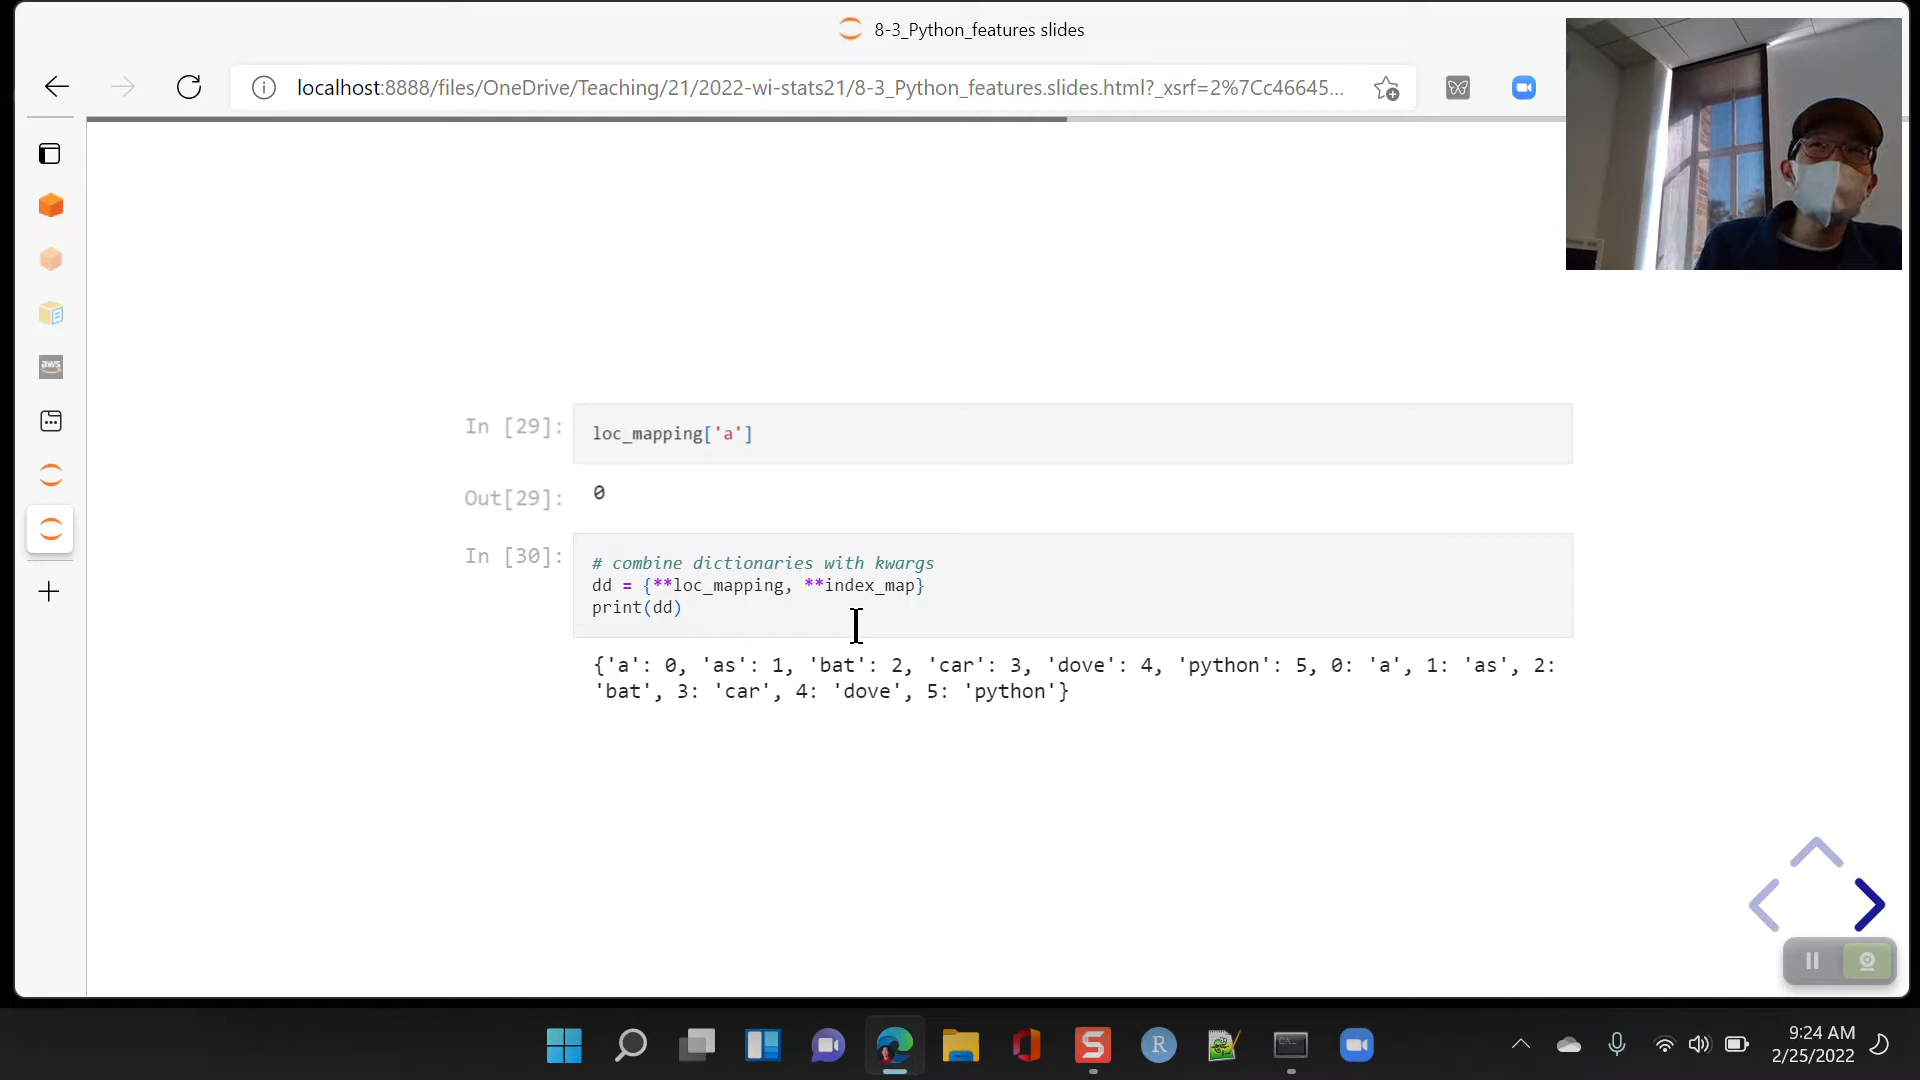 8-3_Python_features slides
localhost:8888/files/OneDrive/Teaching/21/2022-wi-stats21/8-3_Python_features.slides.html?_xsrf=2%7Cc46645...
aws
In [29]:
loc_mapping['a']
Out[29]:
0
In [30]:
# combine dictionaries with kwargs
dd = {**loc_mapping, **index_map}
print(dd)
{'a': 0, 'as': 1, 'bat': 2, 'car': 3, 'dove': 4, 'python': 5, 0: 'a', 1: 'as', 2:
'bat', 3: 'car', 4: 'dove', 5: 'python'}
S
R
9:24 AM
2/25/2022